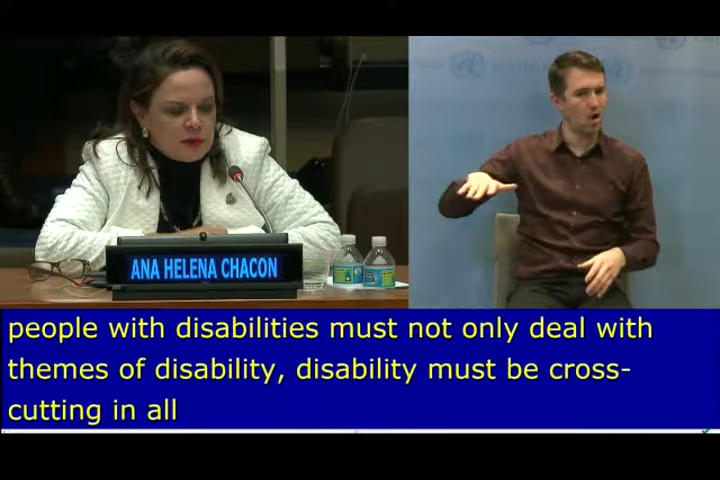 ANA HELENA CHACON
people with disabilities must not only deal with
themes of disability, disability must be cross-
cutting in all